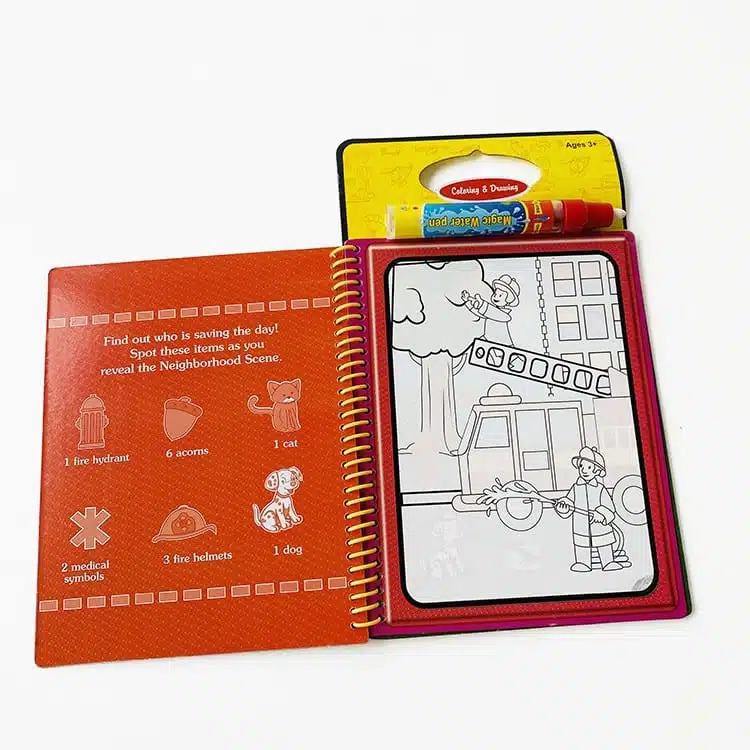 Ages 3+
Coloring & Drawing
Magic Water pen
Find out who is saving the day!
Spot these items as you
reveal the Neighborhood Scene.
1 fire hydrant
6 acorns
1 cat
2 medical
symbols
3 fire helmets
1 dog